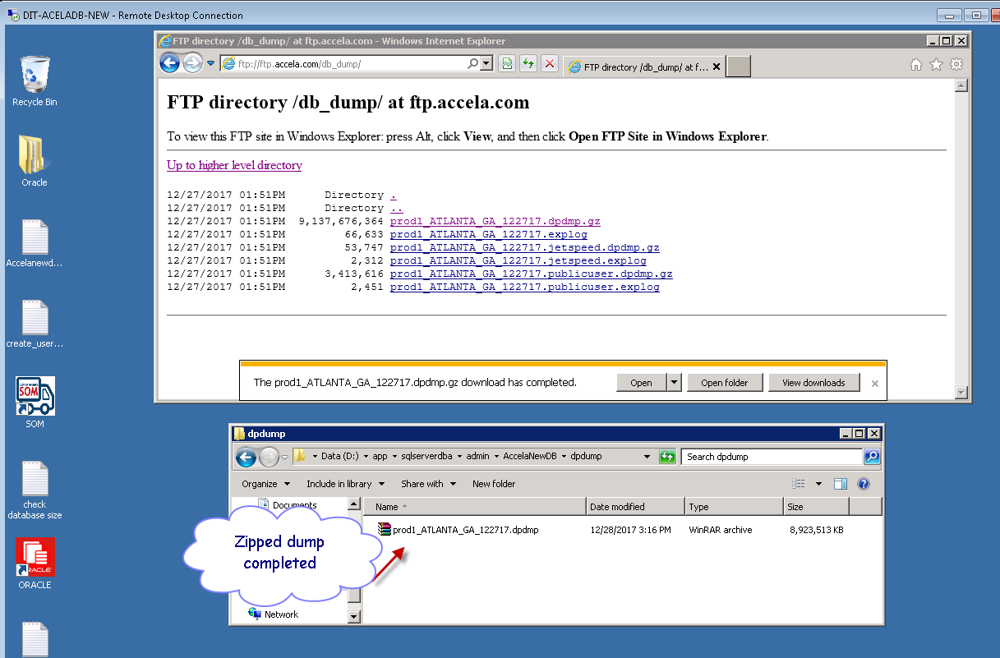 DIT-ACELADB-NEW - Remote Desktop Connection
Recycle Bin
Oracle
Accelanewd...
create_user...
SOM
SOM
check
database size
ORACLE
ORACLE
FTP directory /db_dump/ at ftp.accela.com - Windows Internet Explorer
ftp://ftp.accela.com/db_dump/
FTP directory /db_dump/ at f...
FTP directory /db_dump/ at ftp.accela.com
To view this FTP site in Windows Explorer: press Alt, click View, and then click Open FTP Site in Windows Explorer.
Up to higher level directory
12/27/2017 01:51PM Directory .
12/27/2017 01:51PM Directory ..
12/27/2017 01:51PM 9,137,676,364 prod1_ATLANTA_GA_122717.dpdmp.gz
12/27/2017 01:51PM 66,633 prod1_ATLANTA_GA_122717.explog
12/27/2017 01:51PM 53,747 prod1_ATLANTA_GA_122717.jetspeed.dpdmp.gz
12/27/2017 01:51PM 2,312 prod1_ATLANTA_GA_122717.jetspeed.explog
12/27/2017 01:51PM 3,413,616 prod1_ATLANTA_GA_122717.publicuser.dpdmp.gz
12/27/2017 01:51PM 2,451 prod1_ATLANTA_GA_122717.publicuser.explog
The prod1_ATLANTA_GA_122717.dpdmp.gz download has completed. Open Open folder View downloads
dpdump
Data (D:) app sqlserverdba admin AccelaNewDB dpdump Search dpdump
Organize Include in library Share with New folder
Documents
Name Date modified Type Size
prod1_ATLANTA_GA_122717.dpdmp 12/28/2017 3:16 PM WinRAR archive 8,923,513 KB
Zipped dump
completed
Network